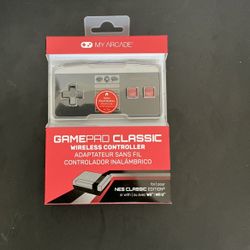 MY ARCADE
GAMEPAD CLASSIC
WIRELESS CONTROLLER
ADAPTATEUR SANS FIL
CONTROLADOR INALÁMBRICO
NES CLASSIC EDITION